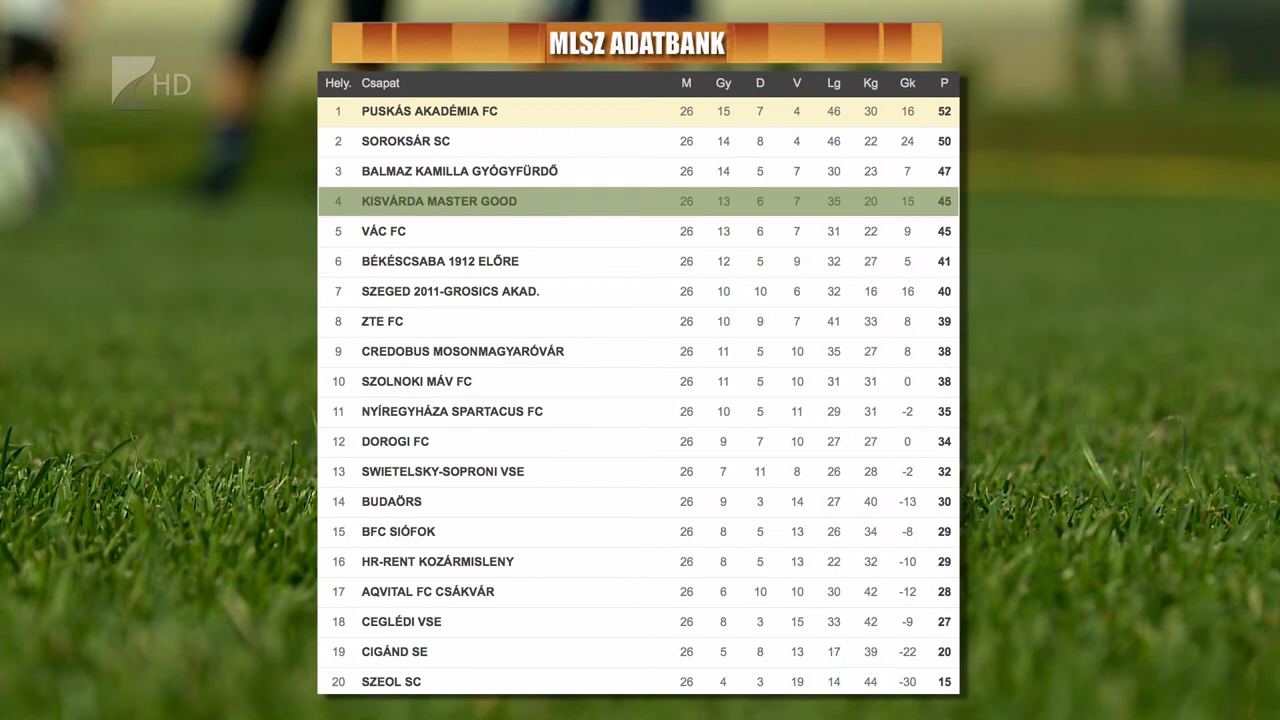 MLSZ ADATBANK
HD
Hely. Csapat M Gy D V Lg Kg Gk P
1 PUSKÁS AKADÉMIA FC 26 15 7 4 46 30 16 52
2 SOROKSÁR SC 26 14 8 4 46 22 24 50
3 BALMAZ KAMILLA GYÓGYFÜRDŐ 26 14 5 7 30 23 7 47
4 KISVÁRDA MASTER GOOD 26 13 6 7 35 20 15 45
5 VÁC FC 26 13 6 7 31 22 9 45
6 BÉKÉSCSABA 1912 ELŐRE 26 12 5 9 32 27 5 41
7 SZEGED 2011-GROSICS AKAD. 26 10 10 6 32 16 16 40
8 ZTE FC 26 10 9 7 41 33 8 39
9 CREDOBUS MOSONMAGYARÓVÁR 26 11 5 10 35 27 8 38
10 SZOLNOKI MÁV FC 26 11 5 10 31 31 0 38
11 NYÍREGYHÁZA SPARTACUS FC 26 10 5 11 29 31 -2 35
12 DOROGI FC 26 9 7 10 27 27 0 34
13 SWIETELSKY-SOPRONI VSE 26 7 11 8 26 28 -2 32
14 BUDAÖRS 26 9 3 14 27 40 -13 30
15 BFC SIÓFOK 26 8 5 13 26 34 -8 29
16 HR-RENT KOZÁRMISLENY 26 8 5 13 22 32 -10 29
17 AQVITAL FC CSÁKVÁR 26 6 10 10 30 42 -12 28
18 CEGLÉDI VSE 26 8 3 15 33 42 -9 27
19 CIGÁND SE 26 5 8 13 17 39 -22 20
20 SZEOL SC 26 4 3 19 14 44 -30 15